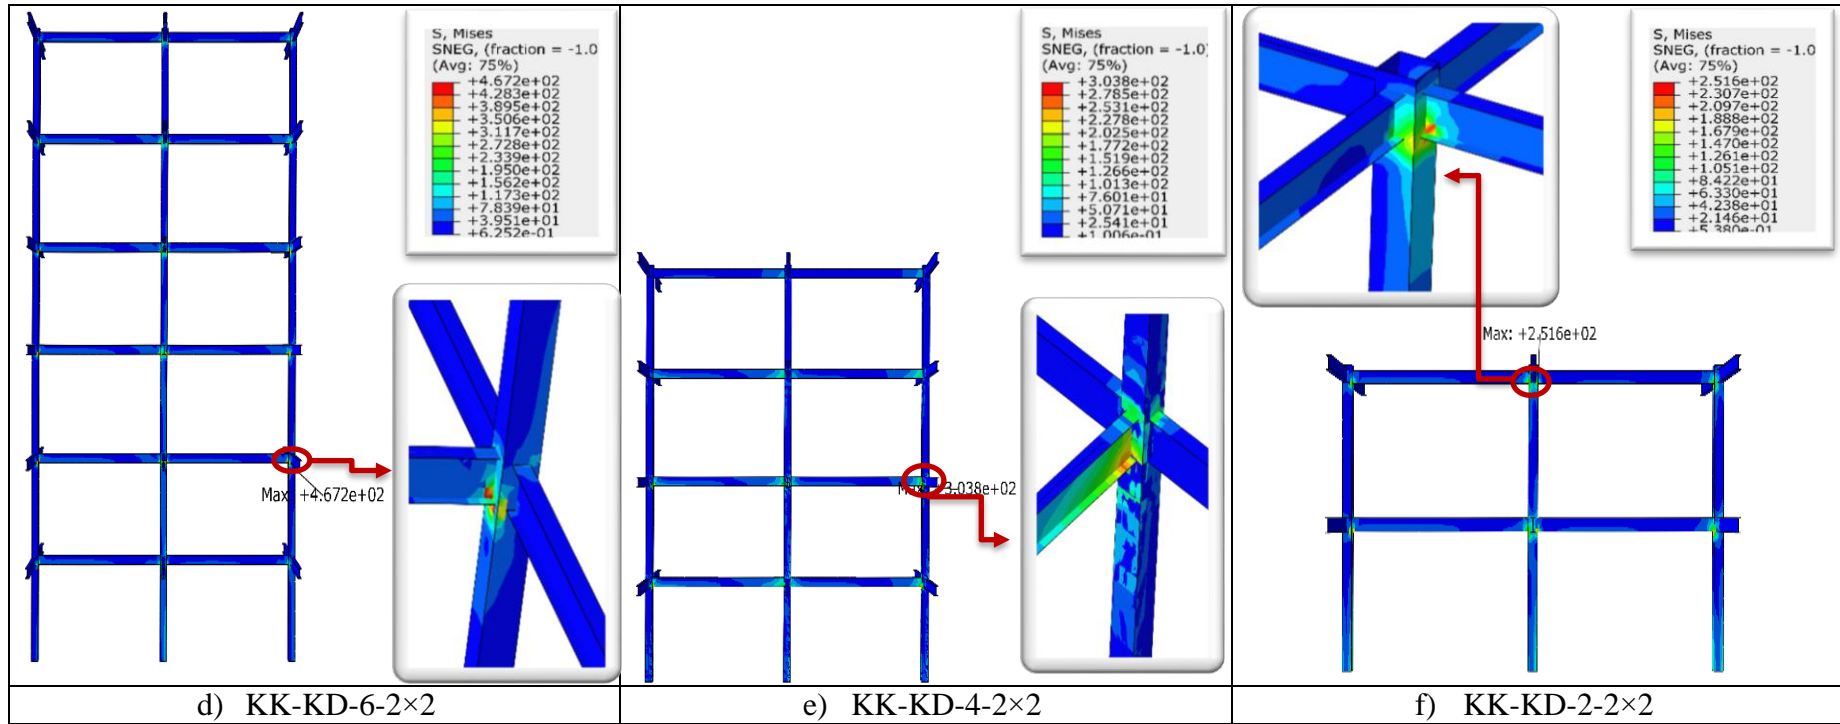 S, Mises
SNEG, (fraction = -1.0
(Avg: 75%)
+4.672e+02
+4.283e+02
+3.895e+02
+3.506e+02
+3.117e+02
+2.728e+02
+2.339e+02
+1.950e+02
+1.562e+02
+1.173e+02
+7.839e+01
+3.951e+01
+6.252e-01
Max: +4.672e+02
d) KK-KD-6-2×2
S, Mises
SNEG, (fraction = -1.0)
(Avg: 75%)
+3.038e+02
+2.785e+02
+2.531e+02
+2.278e+02
+2.025e+02
+1.772e+02
+1.519e+02
+1.266e+02
+1.013e+02
+7.601e+01
+5.071e+01
+2.541e+01
+1.006e-01
+3.038e+02
e) KK-KD-4-2×2
S, Mises
SNEG, (fraction = -1.0
(Avg: 75%)
+2.516e+02
+2.307e+02
+2.097e+02
+1.888e+02
+1.679e+02
+1.470e+02
+1.261e+02
+1.051e+02
+8.422e+01
+6.330e+01
+4.238e+01
+2.146e+01
+5.380e-01
Max: +2.516e+02
f) KK-KD-2-2×2